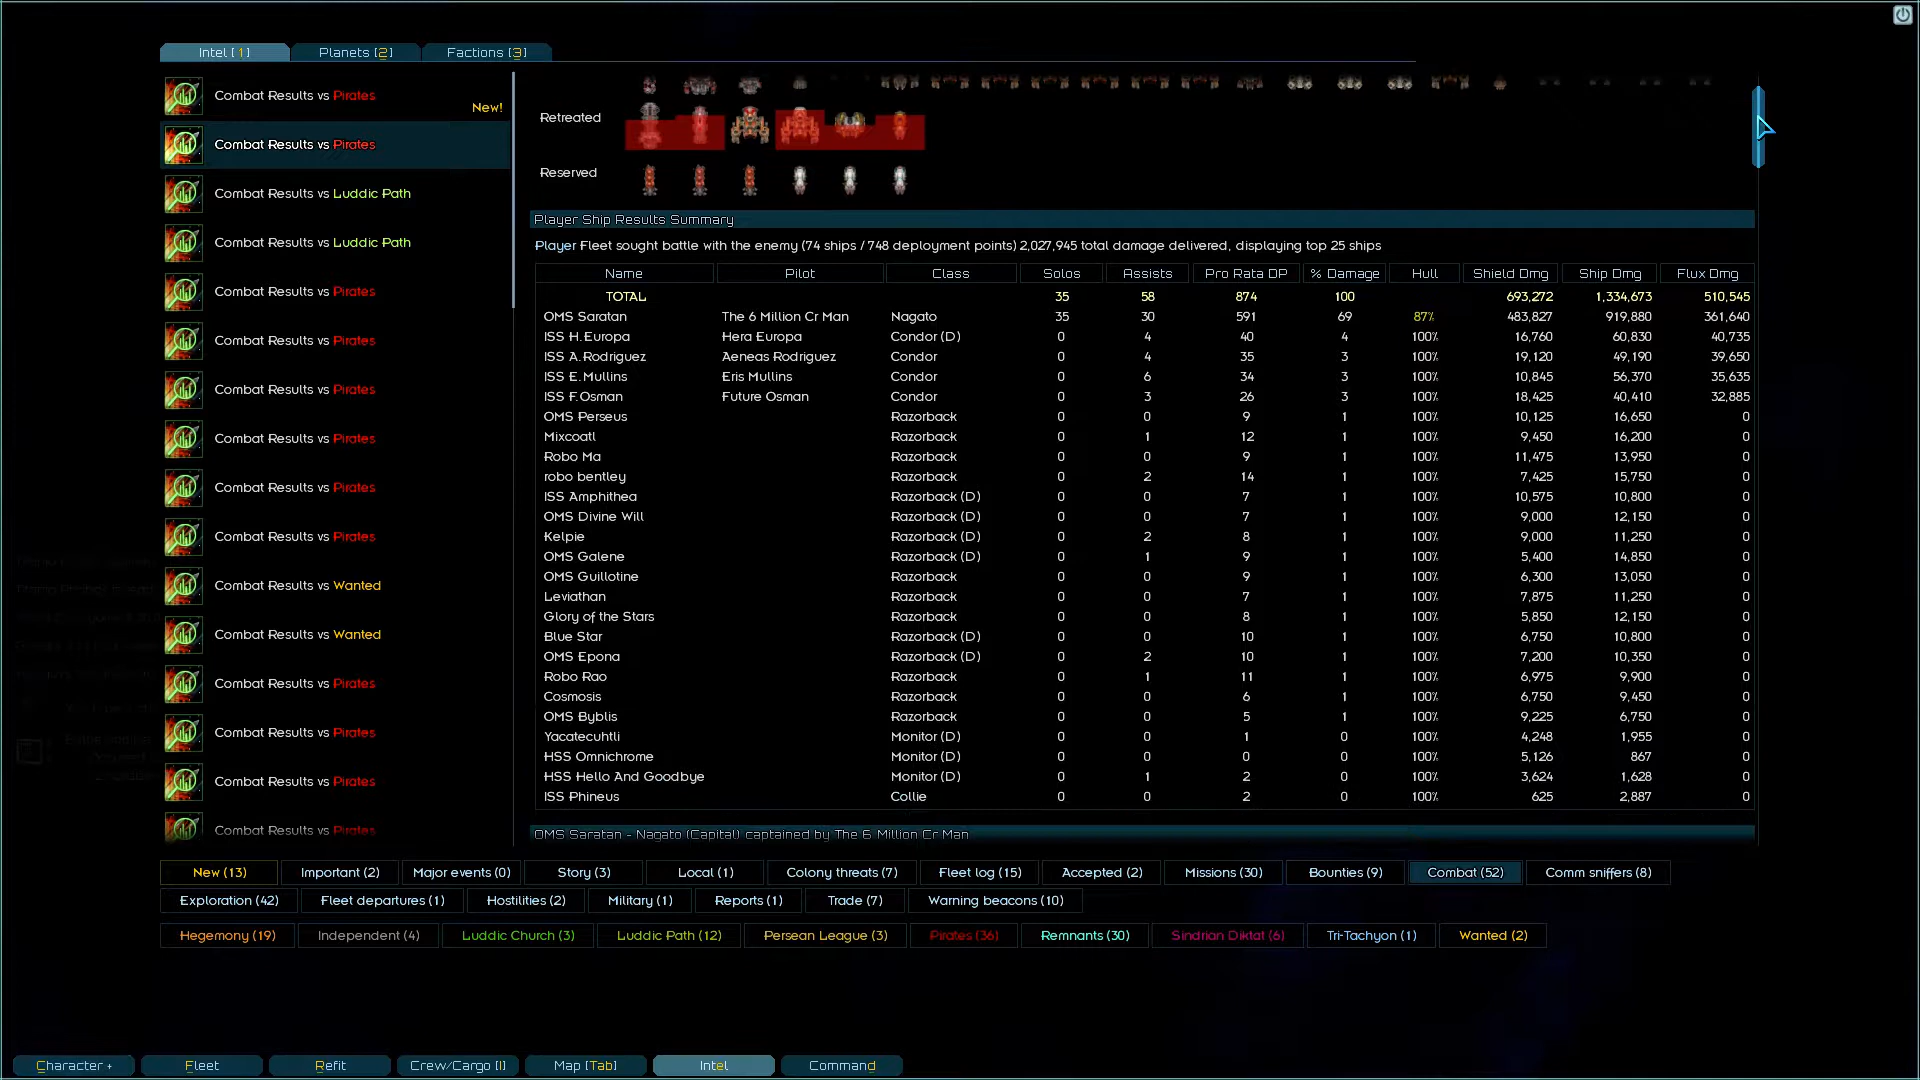 Intel [ 1 ] Planets [2] Factions [3]
Combat Results vs Pirates
New!
Combat Results vs Pirates
Combat Results vs Luddic Path
Combat Results vs Luddic Path
Combat Results vs Pirates
Combat Results vs Pirates
Combat Results vs Pirates
Combat Results vs Pirates
Combat Results vs Pirates
Combat Results vs Pirates
Combat Results vs Wanted
Combat Results vs Wanted
Combat Results vs Pirates
Combat Results vs Pirates
Combat Results vs Pirates
Combat Results vs Pirates
Retreated
Reserved
Player Ship Results Summary
Player Fleet sought battle with the enemy (74 ships / 748 deployment points) 2,027,945 total damage delivered, displaying top 25 ships
Name Pilot Class Solos Assists Pro Rata DP % Damage Hull Shield Dmg Ship Dmg Flux Dmg
TOTAL 35 58 874 100 693,272 1,334,673 510,545
OMS Saratan The 6 Million Cr Man Nagato 35 30 591 69 87% 483,827 919,880 361,640
ISS H.Europa Hera Europa Condor (D) 0 4 40 4 100% 16,760 60,830 40,735
ISS A.Rodriguez Aeneas Rodriguez Condor 0 4 35 3 100% 19,120 49,190 39,650
ISS E.Mullins Eris Mullins Condor 0 6 34 3 100% 10,845 56,370 35,635
ISS F.Osman Future Osman Condor 0 3 26 3 100% 18,425 40,410 32,885
OMS Perseus Razorback 0 0 9 1 100% 10,125 16,650 0
Mixcoatl Razorback 0 1 12 1 100% 9,450 16,200 0
Robo Ma Razorback 0 0 9 1 100% 11,475 13,950 0
robo bentley Razorback 0 2 14 1 100% 7,425 15,750 0
ISS Amphithea Razorback (D) 0 0 7 1 100% 10,575 10,800 0
OMS Divine Will Razorback (D) 0 0 7 1 100% 9,000 12,150 0
Kelpie Razorback (D) 0 2 8 1 100% 9,000 11,250 0
OMS Galene Razorback (D) 0 1 9 1 100% 5,400 14,850 0
OMS Guillotine Razorback 0 0 9 1 100% 6,300 13,050 0
Leviathan Razorback 0 0 7 1 100% 7,875 11,250 0
Glory of the Stars Razorback 0 0 8 1 100% 5,850 12,150 0
Blue Star Razorback (D) 0 0 10 1 100% 6,750 10,800 0
OMS Epona Razorback (D) 0 2 10 1 100% 7,200 10,350 0
Robo Rao Razorback 0 1 11 1 100% 6,975 9,900 0
Cosmosis Razorback 0 0 6 1 100% 6,750 9,450 0
OMS Byblis Razorback 0 0 5 1 100% 9,225 6,750 0
Yacatecuhtli Monitor (D) 0 0 1 0 100% 4,248 1,955 0
HSS Omnichrome Monitor (D) 0 0 0 0 100% 5,126 867 0
HSS Hello And Goodbye Monitor (D) 0 1 2 0 100% 3,624 1,628 0
ISS Phineus Collie 0 0 2 0 100% 625 2,887 0
OMS Saratan - Nagato (Capital) captained by The 6 Million Cr Man
New (13) Important (2) Major events (0) Story (3) Local (1) Colony threats (7) Fleet log (15) Accepted (2) Missions (30) Bounties (9) Combat (52) Comm sniffers (8)
Exploration (42) Fleet departures (1) Hostilities (2) Military (1) Reports (1) Trade (7) Warning beacons (10)
Hegemony (19) Independent (4) Luddic Church (3) Luddic Path (12) Persean League (3) Pirates (36) Remnants (30) Sindrian Diktat (6) Tri-Tachyon (1) Wanted (2)
Character + Fleet Refit Crew/Cargo [I] Map [Tab] Intel Command